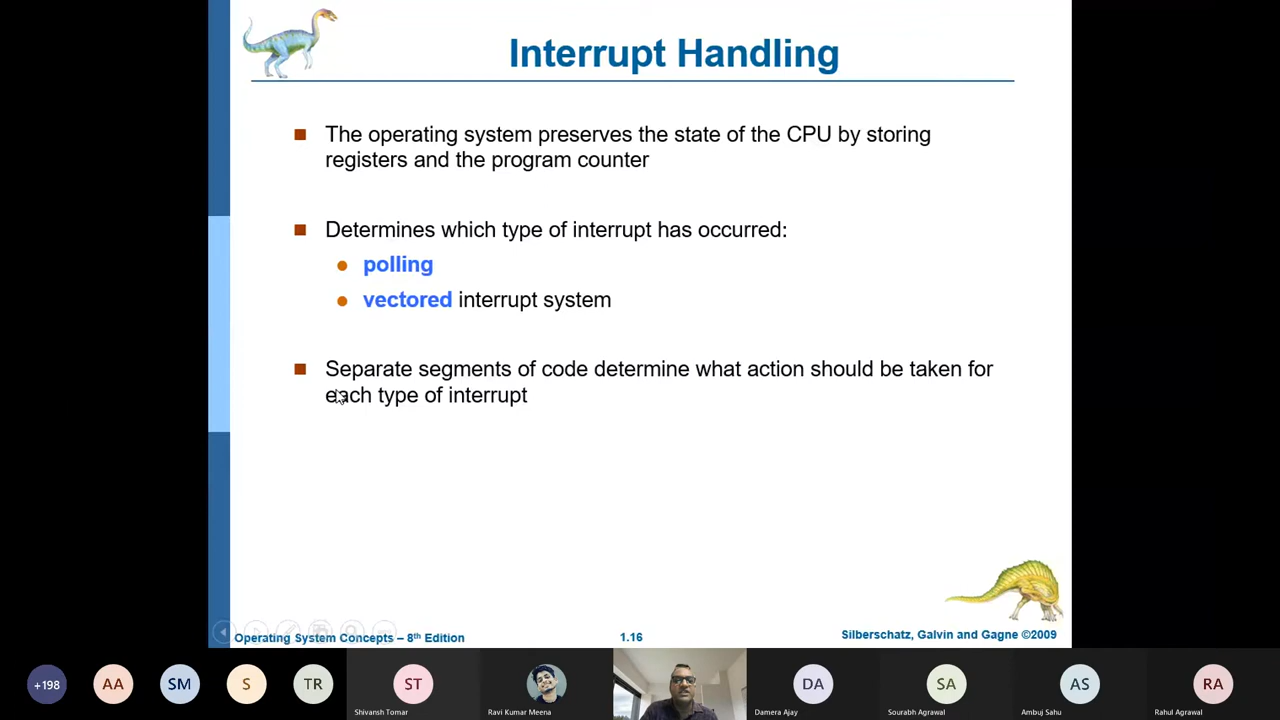 Interrupt Handling
The operating system preserves the state of the CPU by storing
registers and the program counter
Determines which type of interrupt has occurred:
polling
vectored interrupt system
Separate segments of code determine what action should be taken for
each type of interrupt
Operating System Concepts – 8th Edition
1.16
Silberschatz, Galvin and Gagne ©2009
+198
AA
SM
S
TR
ST
DA
SA
AS
RA
Shivansh Tomar
Ravi Kumar Meena
Damera Ajay
Sourabh Agrawal
Ambuj Sahu
Rahul Agrawal